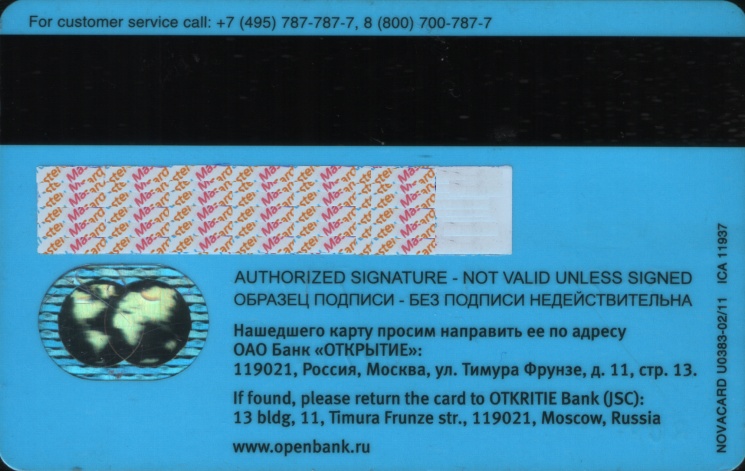 For customer service call: +7 (495) 787-787-7, 8 (800) 700-787-7
AUTHORIZED SIGNATURE - NOT VALID UNLESS SIGNED
ОБРАЗЕЦ ПОДПИСИ - БЕЗ ПОДПИСИ НЕДЕЙСТВИТЕЛЬНА
Нашедшего карту просим направить ее по адресу
ОАО Банк «ОТКРЫТИЕ»:
119021, Россия, Москва, ул. Тимура Фрунзе, д. 11, стр. 13.
If found, please return the card to OTKRITIE Bank (JSC):
13 bldg, 11, Timura Frunze str., 119021, Moscow, Russia
www.openbank.ru
NOVACARD U0383-02/11 ICA 11937